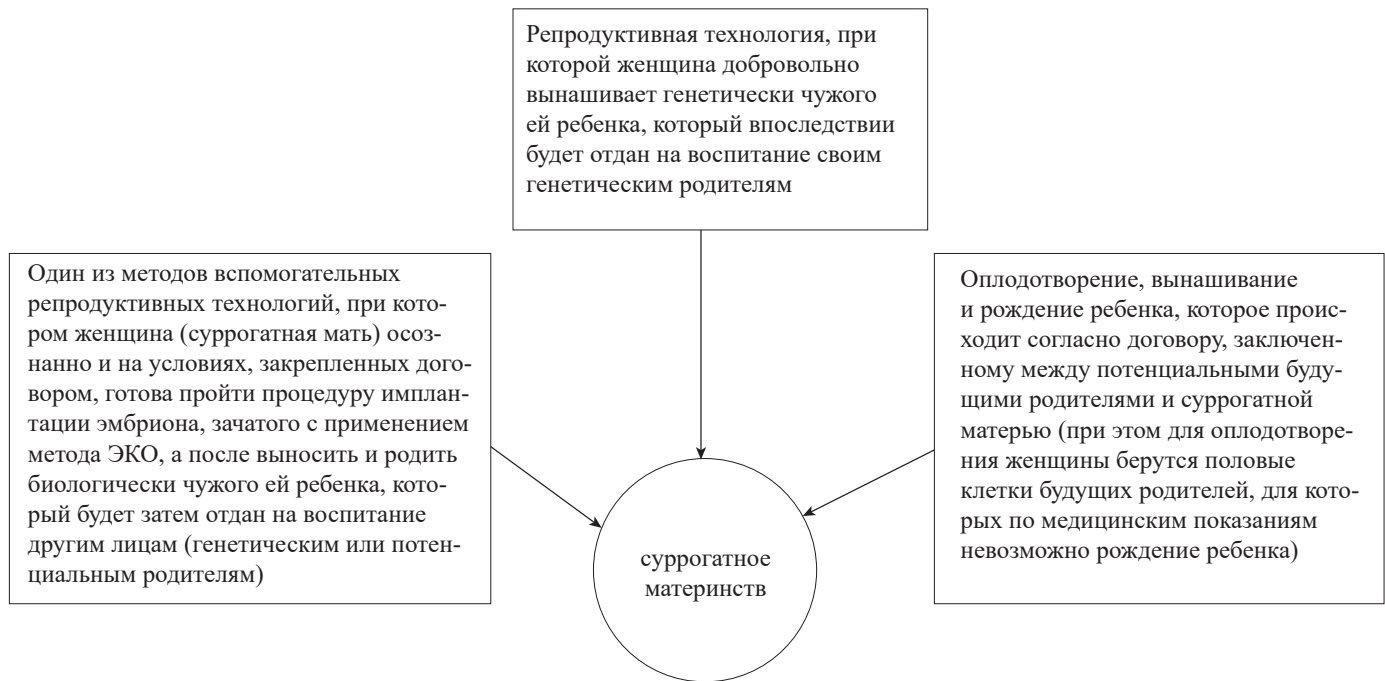 Репродуктивная технология, при
которой женщина добровольно
вынашивает генетически чужого
ей ребенка, который впоследствии
будет отдан на воспитание своим
генетическим родителям
Один из методов вспомогательных
репродуктивных технологий, при кото-
ром женщина (суррогатная мать) осоз-
нанно и на условиях, закрепленных дого-
вором, готова пройти процедуру имплан-
тации эмбриона, зачатого с применением
метода ЭКО, а после выносить и родить
биологически чужого ей ребенка, кото-
рый будет затем отдан на воспитание
другим лицам (генетическим или потен-
циальным родителям)
Оплодотворение, вынашивание
и рождение ребенка, которое проис-
ходит согласно договору, заключен-
ному между потенциальными буду-
щими родителями и суррогатной
матерью (при этом для оплодотворе-
ния женщины берутся половые
клетки будущих родителей, для кото-
рых по медицинским показаниям
невозможно рождение ребенка)
суррогатное
материнств